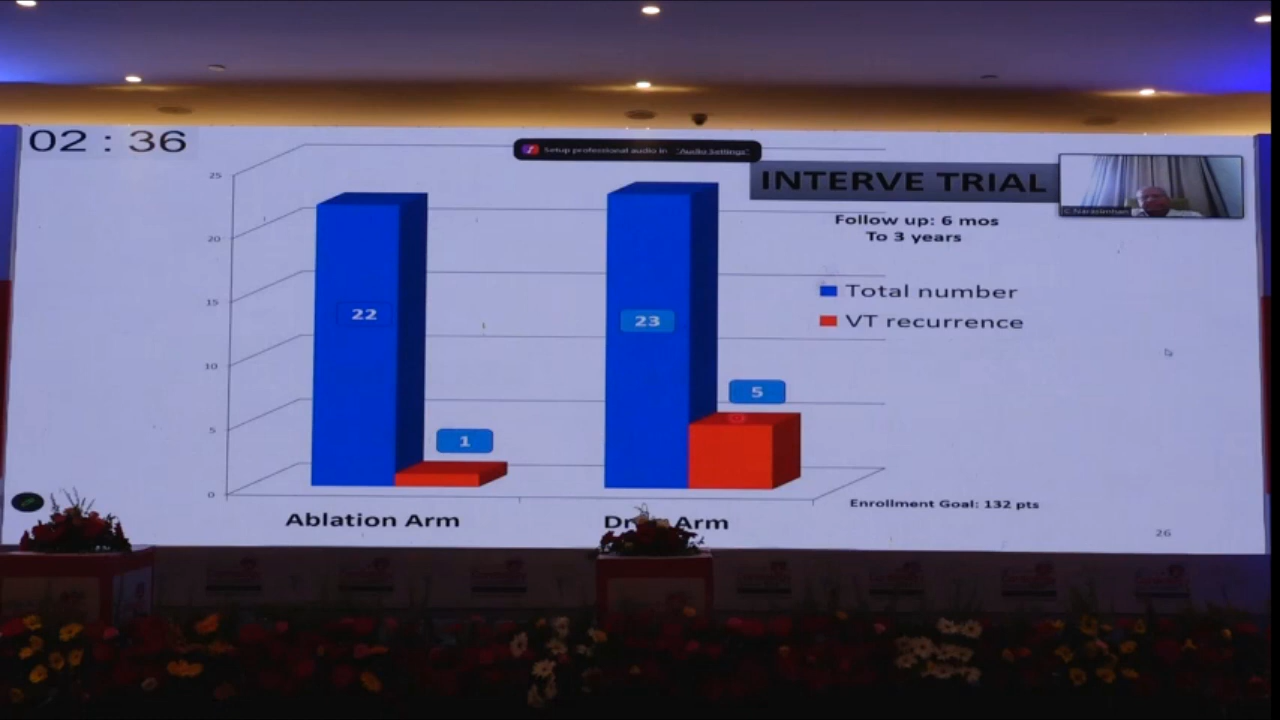 02 : 36
Setup professional audio in 'Audio Settings'
INTERVE TRIAL
C Narasimhan
Follow up: 6 mos
To 3 years
Total number
VT recurrence
25
20
15
10
5
0
22
1
23
5
Ablation Arm
Arm
Enrollment Goal: 132 pts
26